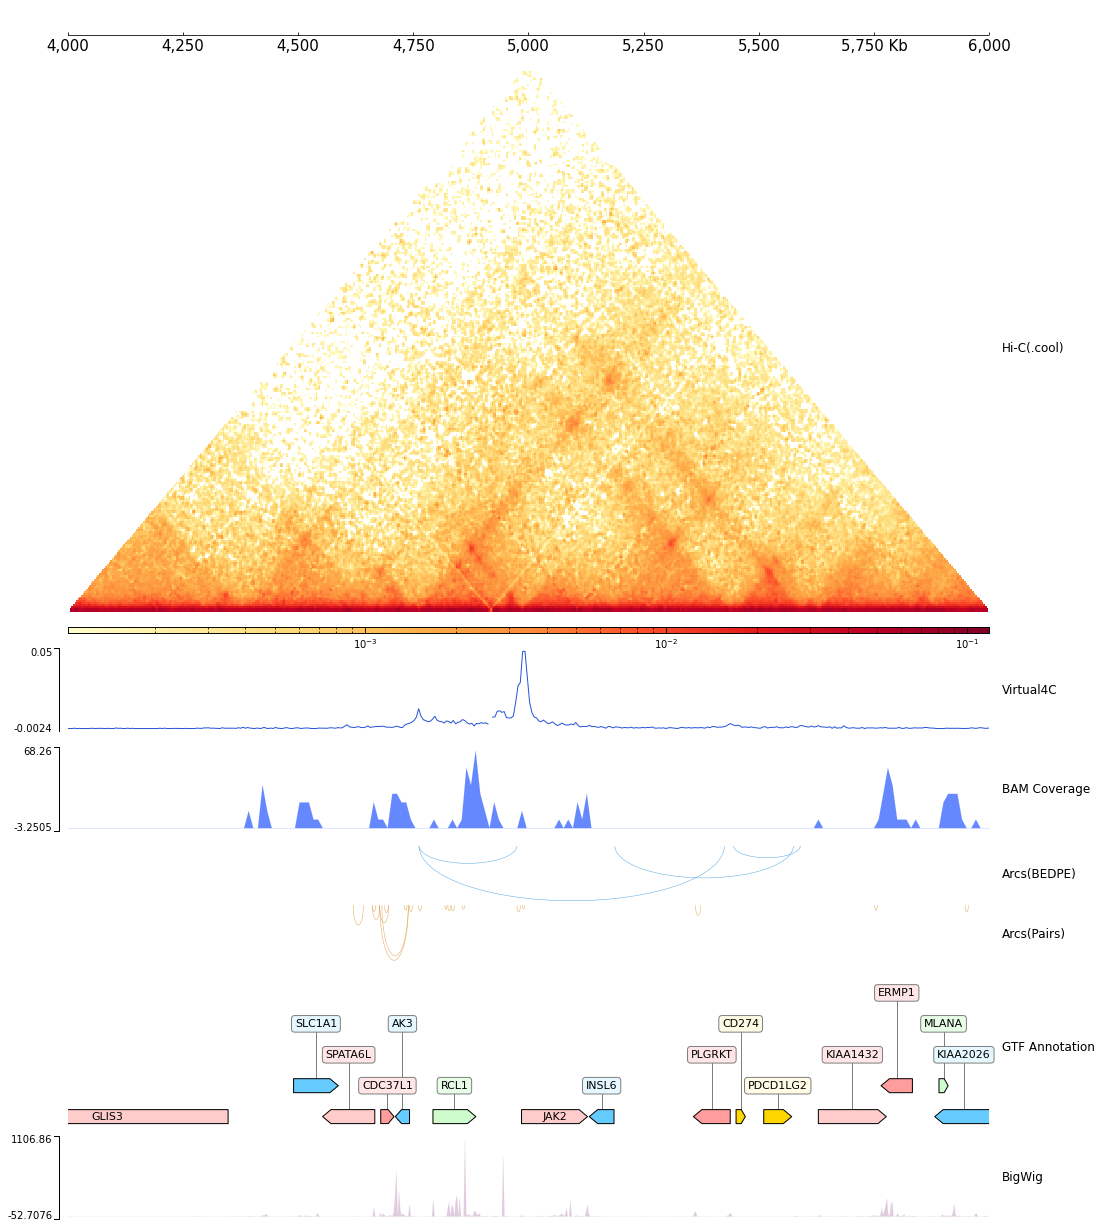 4,000 4,250 4,500 4,750 5,000 5,250 5,500 5,750 Kb 6,000
Hi-C(.cool)
10⁻³ 10⁻² 10⁻¹
0.05
Virtual4C
-0.0024
68.26
BAM Coverage
-3.2505
Arcs(BEDPE)
Arcs(Pairs)
ERMP1
SLC1A1 AK3 CD274 MLANA
GTF Annotation
SPATA6L PLGRKT KIAA1432 KIAA2026
CDC37L1 RCL1 INSL6 PDCD1LG2
GLIS3 JAK2
1106.86
BigWig
-52.7076